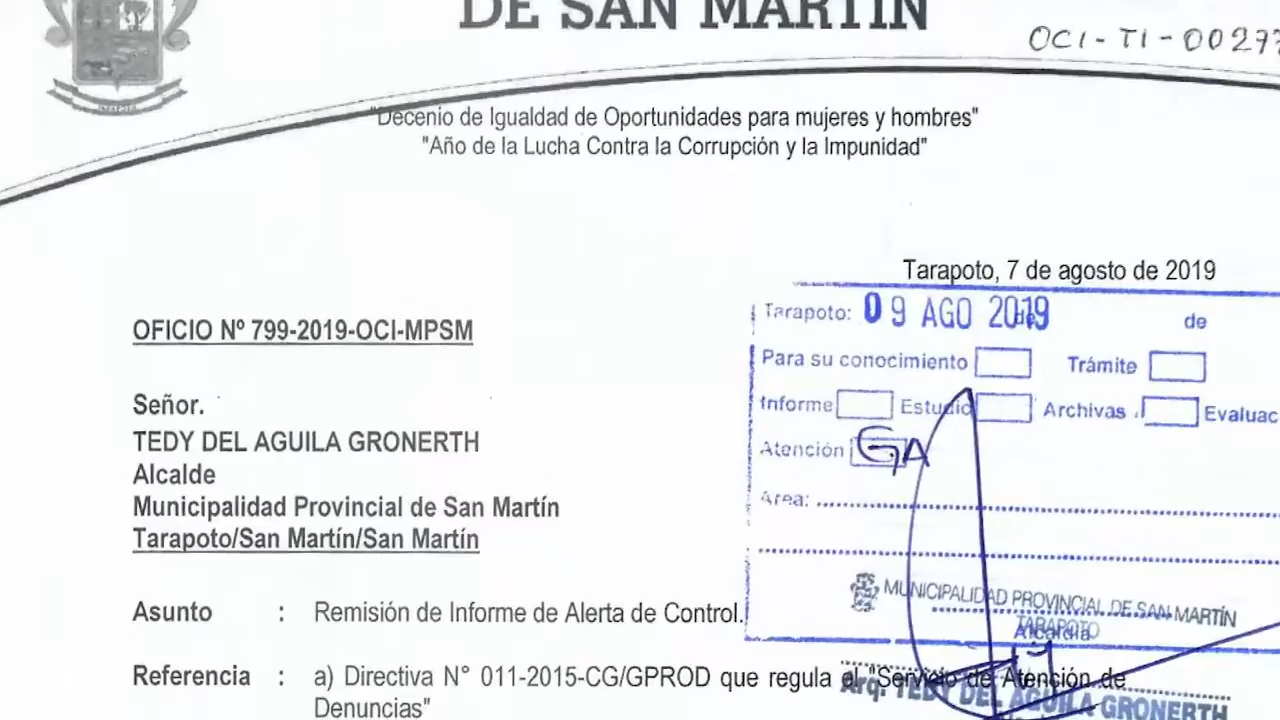 DE SAN MARTÍN
OCI-TI-00277
"Decenio de Igualdad de Oportunidades para mujeres y hombres"
"Año de la Lucha Contra la Corrupción y la Impunidad"
Tarapoto, 7 de agosto de 2019
Tarapoto: 09 AGO 2019 de
OFICIO Nº 799-2019-OCI-MPSM
Para su conocimiento Trámite
Señor.
Informe Estudio Archivas Evaluac
TEDY DEL AGUILA GRONERTH
Atención GA
Alcalde
Area:
Municipalidad Provincial de San Martín
Tarapoto/San Martín/San Martín
MUNICIPALIDAD PROVINCIAL DE SAN MARTÍN
TARAPOTO
Alcaldía
Asunto : Remisión de Informe de Alerta de Control.
Referencia : a) Directiva N° 011-2015-CG/GPROD que regula el "Servicio de Atención de
Denuncias"
Arq. TEDY DEL AGUILA GRONERTH